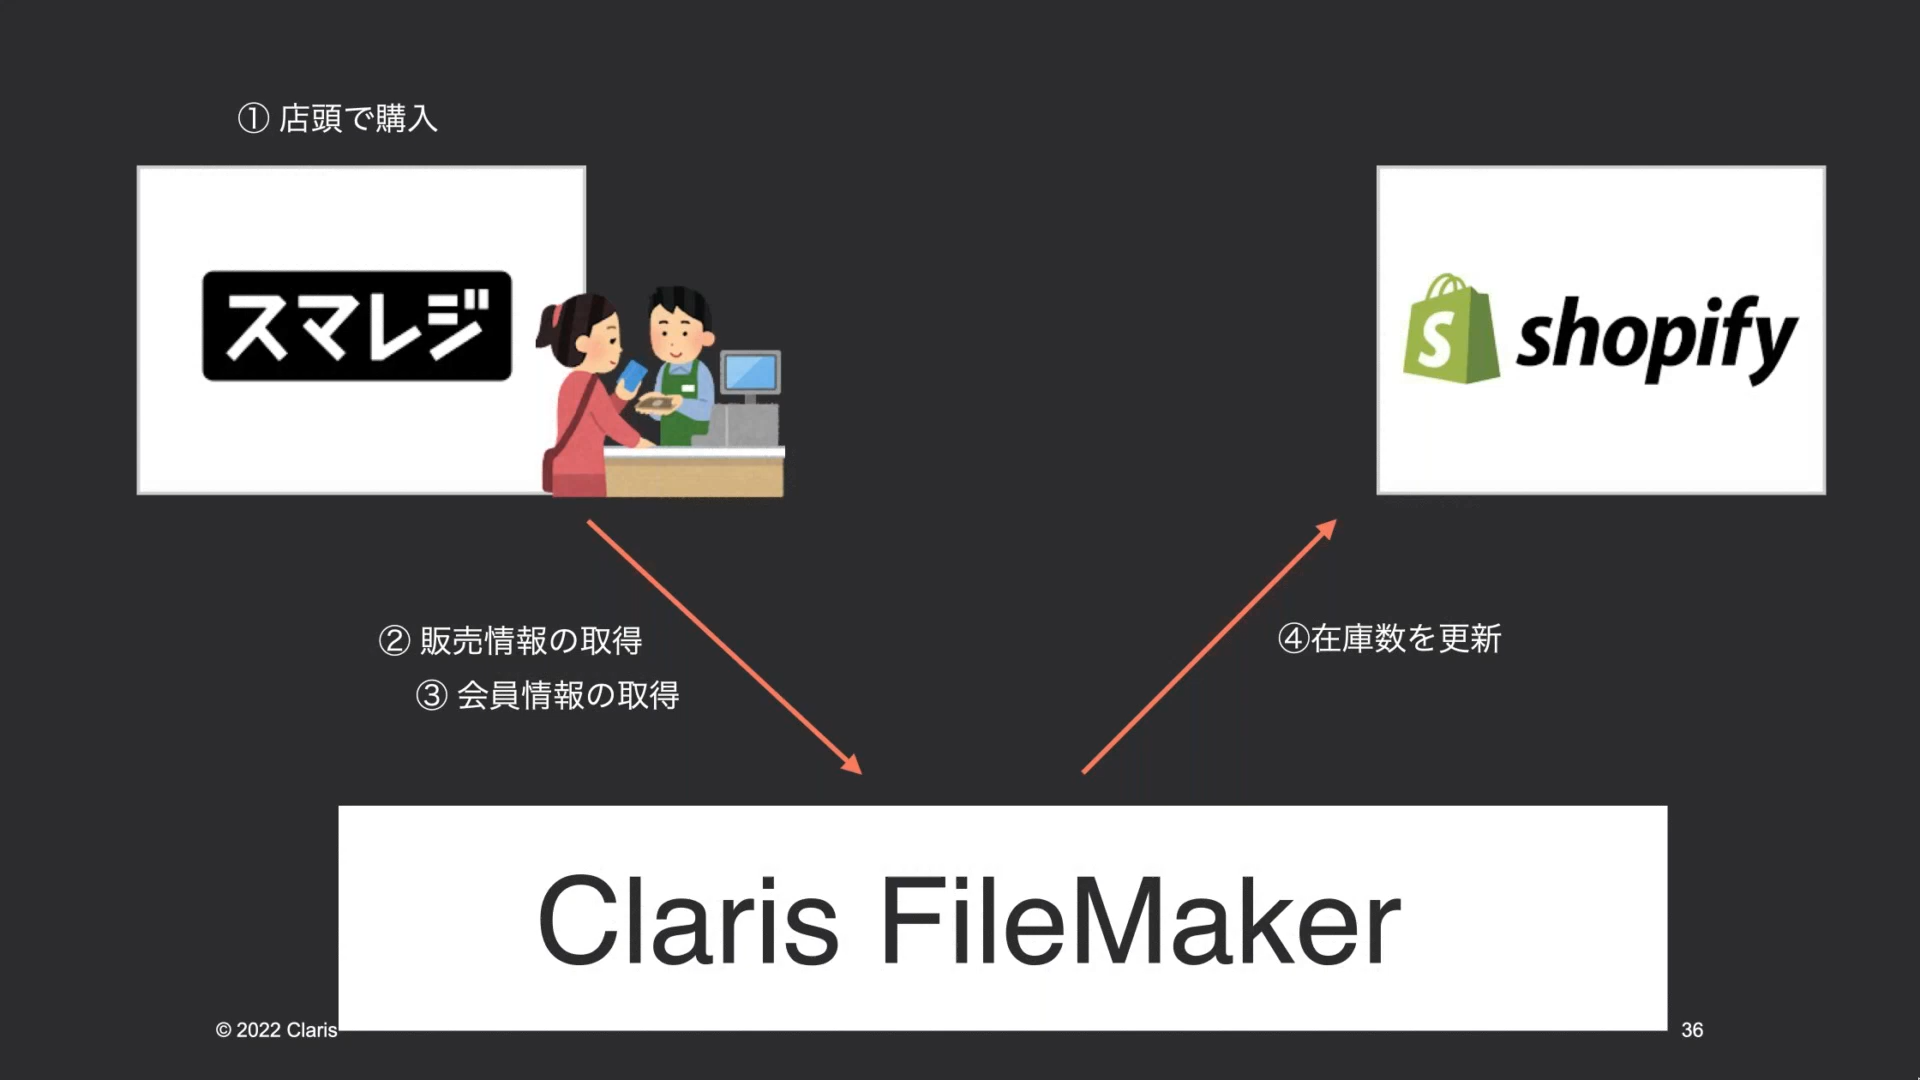 ① 店頭で購入
スマレジ
S shopify
② 販売情報の取得
③ 会員情報の取得
④在庫数を更新
Claris FileMaker
© 2022 Claris
36